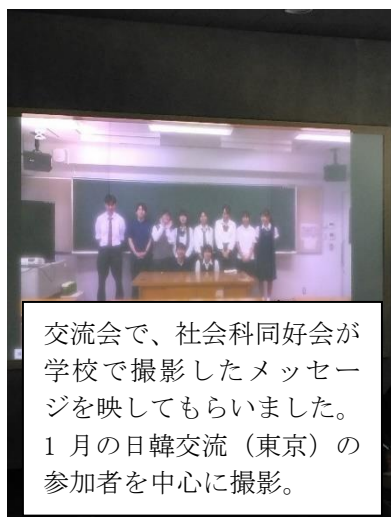 交流会で、社会科同好会が
学校で撮影したメッセー
ジを映してもらいました。
1 月の日韓交流（東京）の
参加者を中心に撮影。